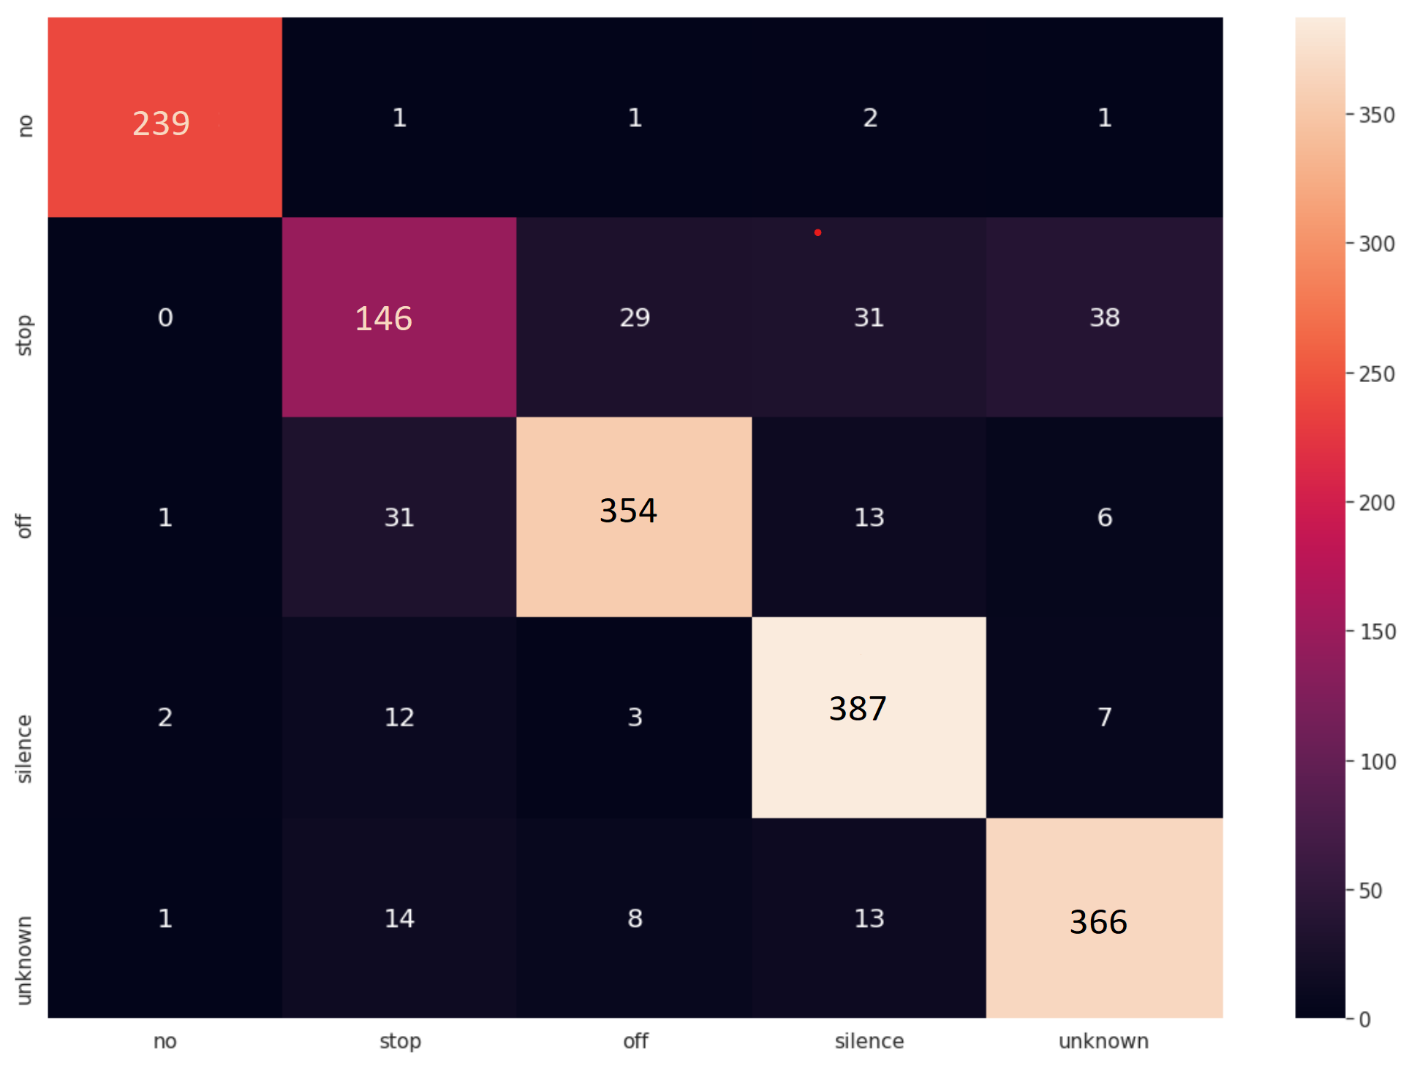 no 239 1 1 2 1
stop 0 146 29 31 38
off 1 31 354 13 6
silence 2 12 3 387 7
unknown 1 14 8 13 366
no stop off silence unknown
350
300
250
200
150
100
50
0